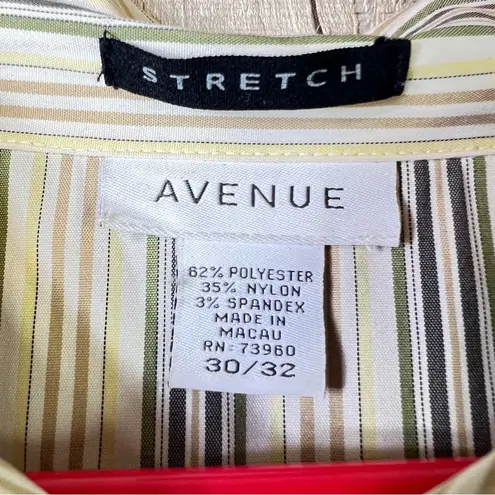 STRETCH
AVENUE
62% POLYESTER
35% NYLON
3% SPANDEX
MADE IN
MACAU
RN: 73960
30/32